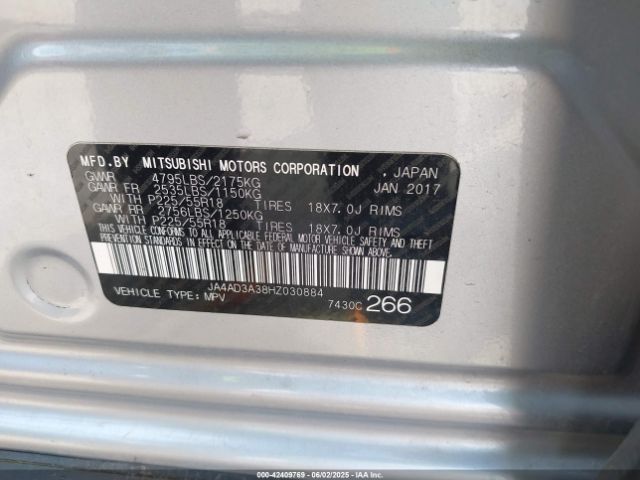 MFD.BY MITSUBISHI MOTORS CORPORATION , JAPAN
GVWR 4795LBS/2175KG JAN 2017
GAWR FR 2535LBS/1150KG
WITH P225/55R18 TIRES 18X7.0J RIMS
GAWR RR 2756LBS/1250KG
WITH P225/55R18 TIRES 18X7.0J RIMS
THIS VEHICLE CONFORMS TO ALL APPLICABLE FEDERAL MOTOR VEHICLE SAFETY AND THEFT
PREVENTION STANDARDS IN EFFECT ON THE DATE OF MANUFACTURE SHOWN ABOVE.
JA4AD3A38HZ030884
VEHICLE TYPE: MPV 7430C 266
000-42409769 - 06/02/2025 - IAAI.COM